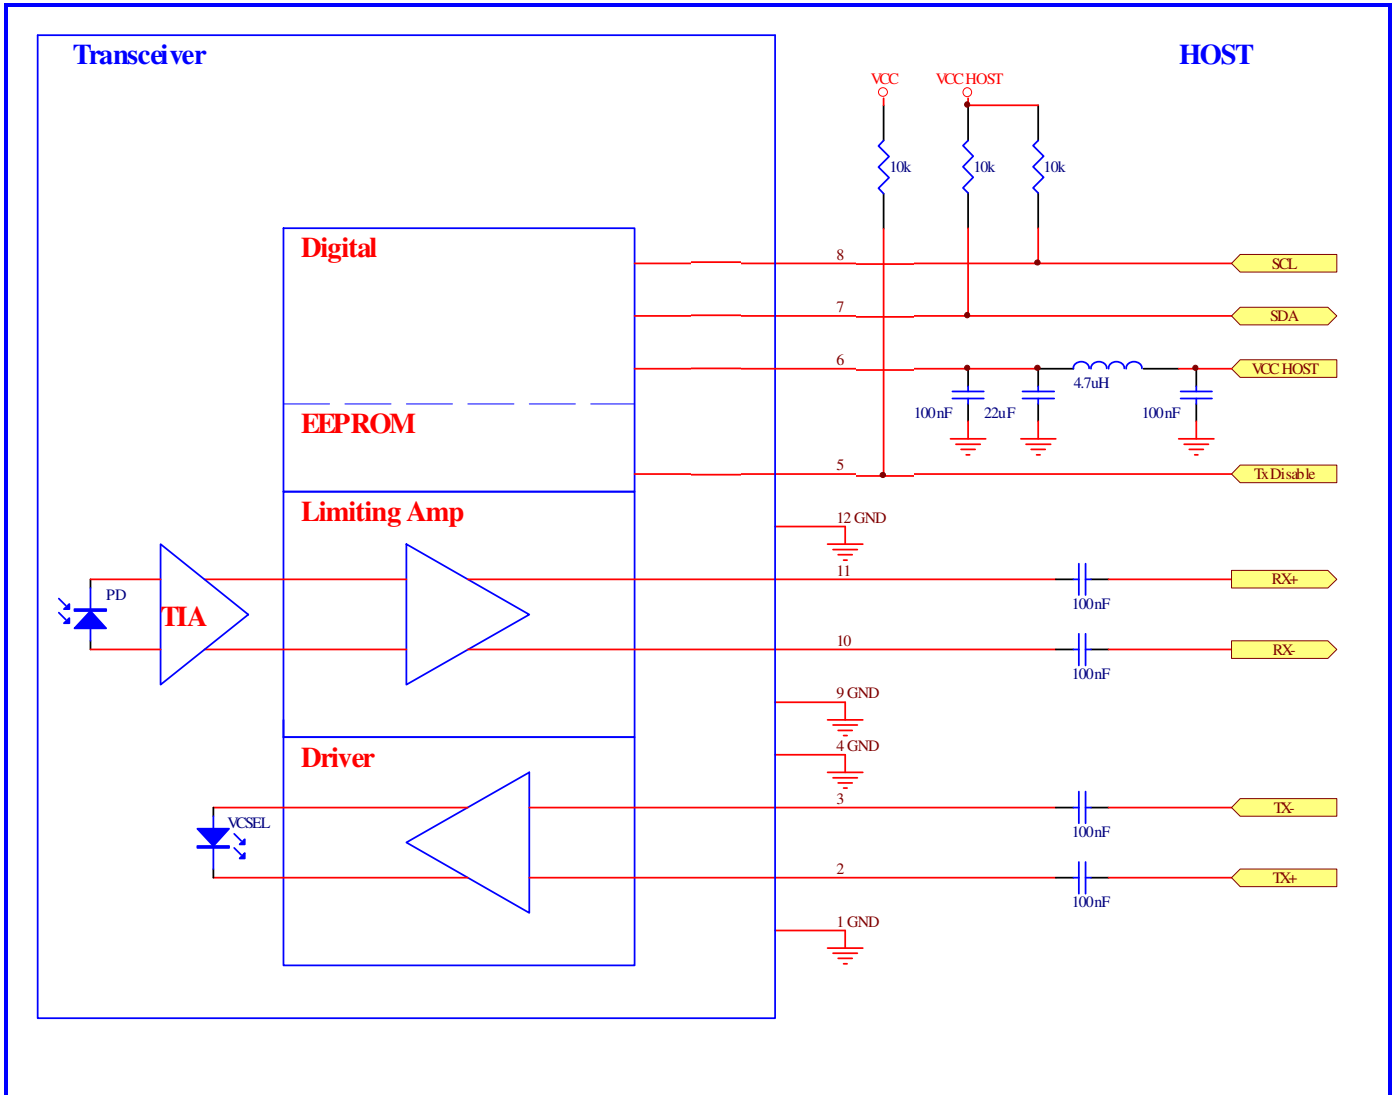 Transceiver
HOST
VCC
VCC HOST
10k
10k
10k
Digital
8
SCL
7
SDA
6
VCC HOST
4.7uH
100nF
22uF
100nF
EEPROM
5
Tx Disable
Limiting Amp
12 GND
11
RX+
PD
TIA
100nF
10
RX-
100nF
9 GND
4 GND
Driver
3
TX-
VCSEL
100nF
2
TX+
100nF
1 GND